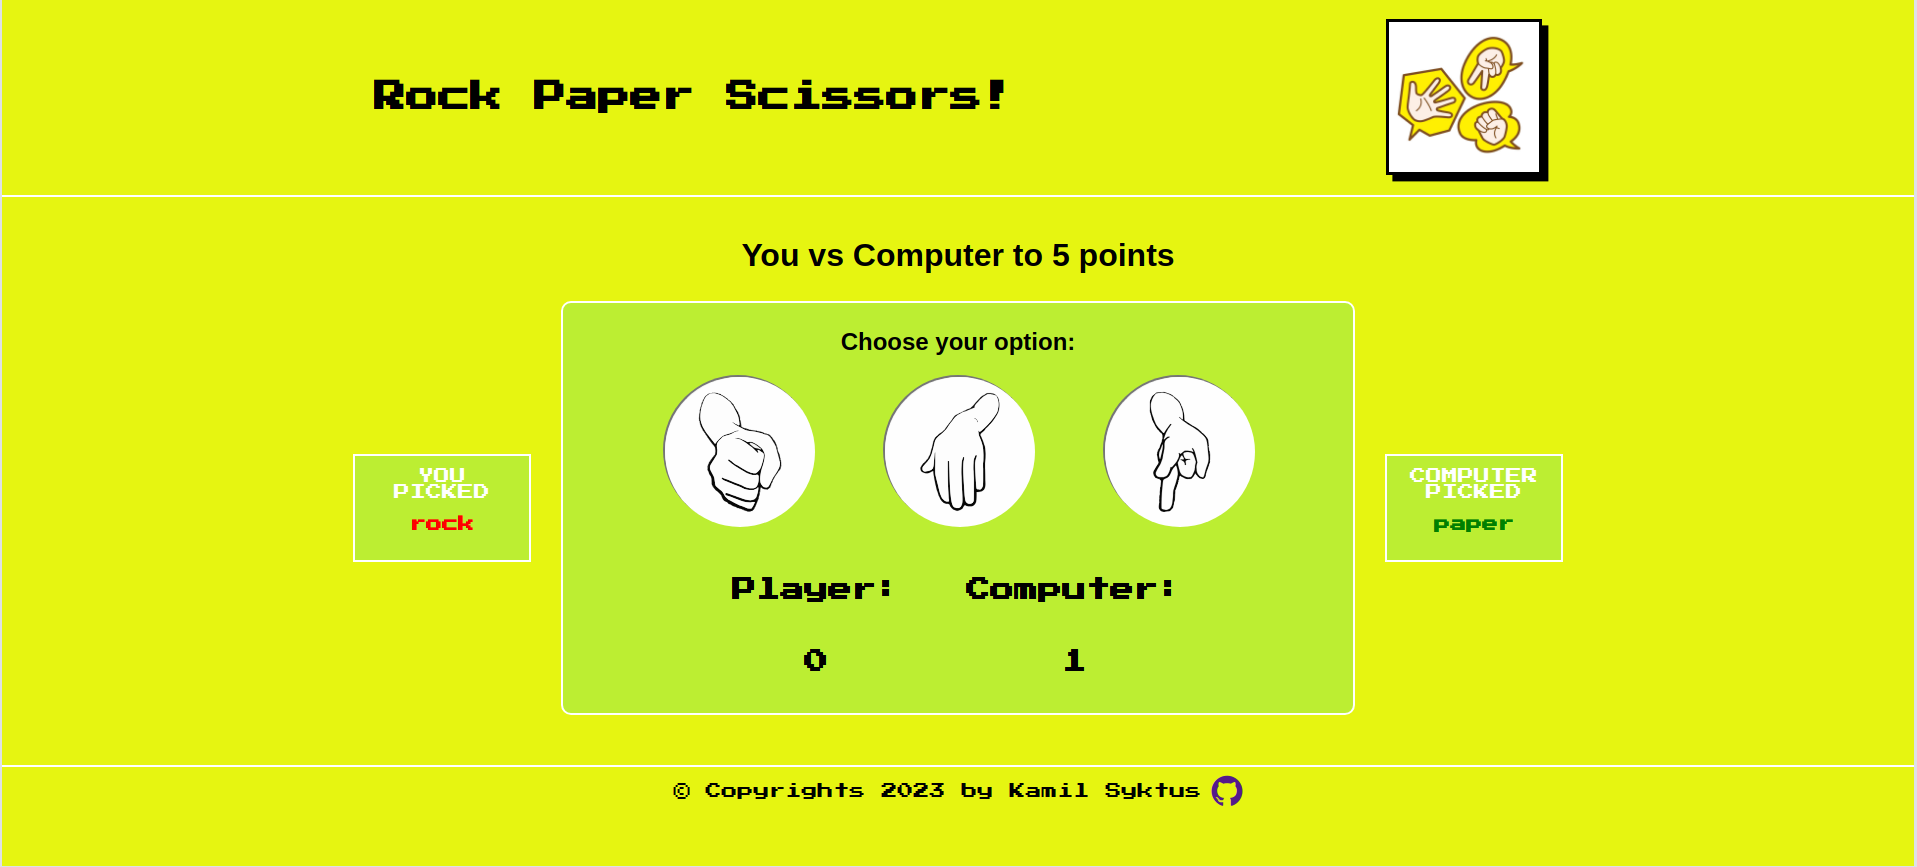 Rock Paper Scissors!
You vs Computer to 5 points
Choose your option:
YOU
PICKED
rock
COMPUTER
PICKED
paper
Player: Computer:
0 1
© Copyrights 2023 by Kamil Syktus